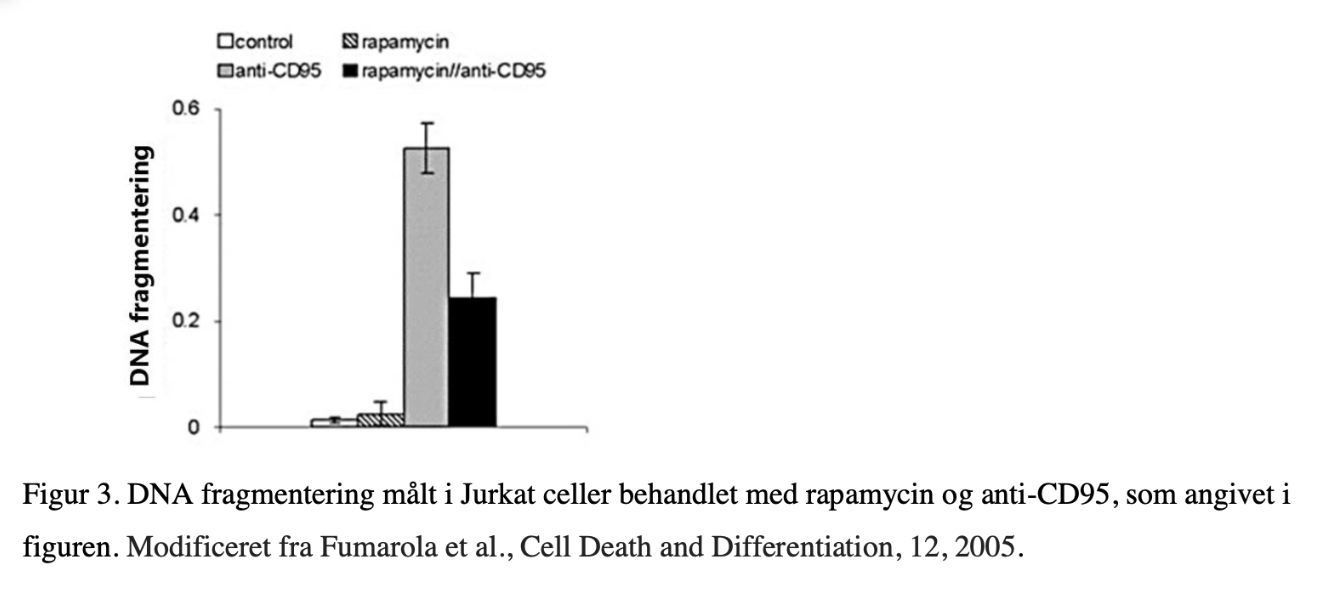 control rapamycin
anti-CD95 rapamycin//anti-CD95
0.6
0.4
0.2
0
DNA fragmentering
Figur 3. DNA fragmentering målt i Jurkat celler behandlet med rapamycin og anti-CD95, som angivet i
figuren. Modificeret fra Fumarola et al., Cell Death and Differentiation, 12, 2005.